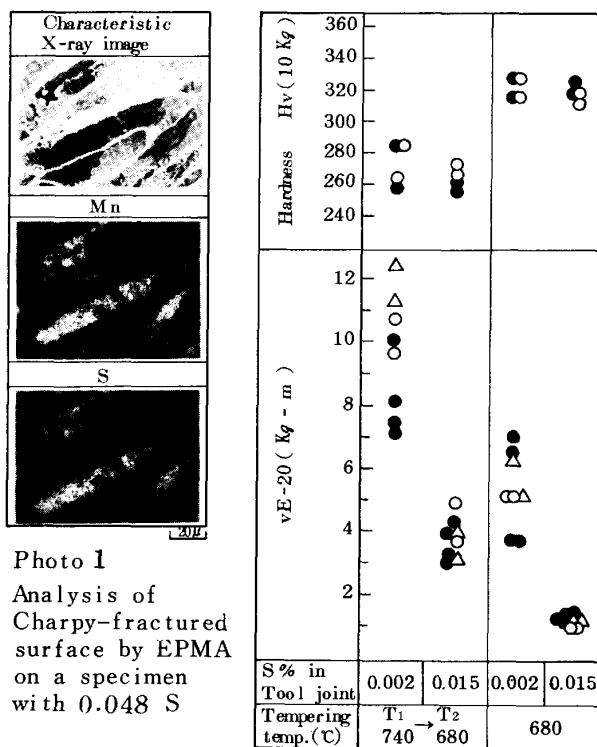 Characteristic
X-ray image
Mn
S
20μ
Photo 1
Analysis of
Charpy-fractured
surface by EPMA
on a specimen
with 0.048 S
Hardness Hv (10 Kg)
360
340
320
300
280
260
240
vE-20 (Kg-m)
12
10
8
6
4
2
S% in
Tool joint
0.002
0.015
0.002
0.015
Tempering
temp.(℃)
T1 → T2
740 680
680